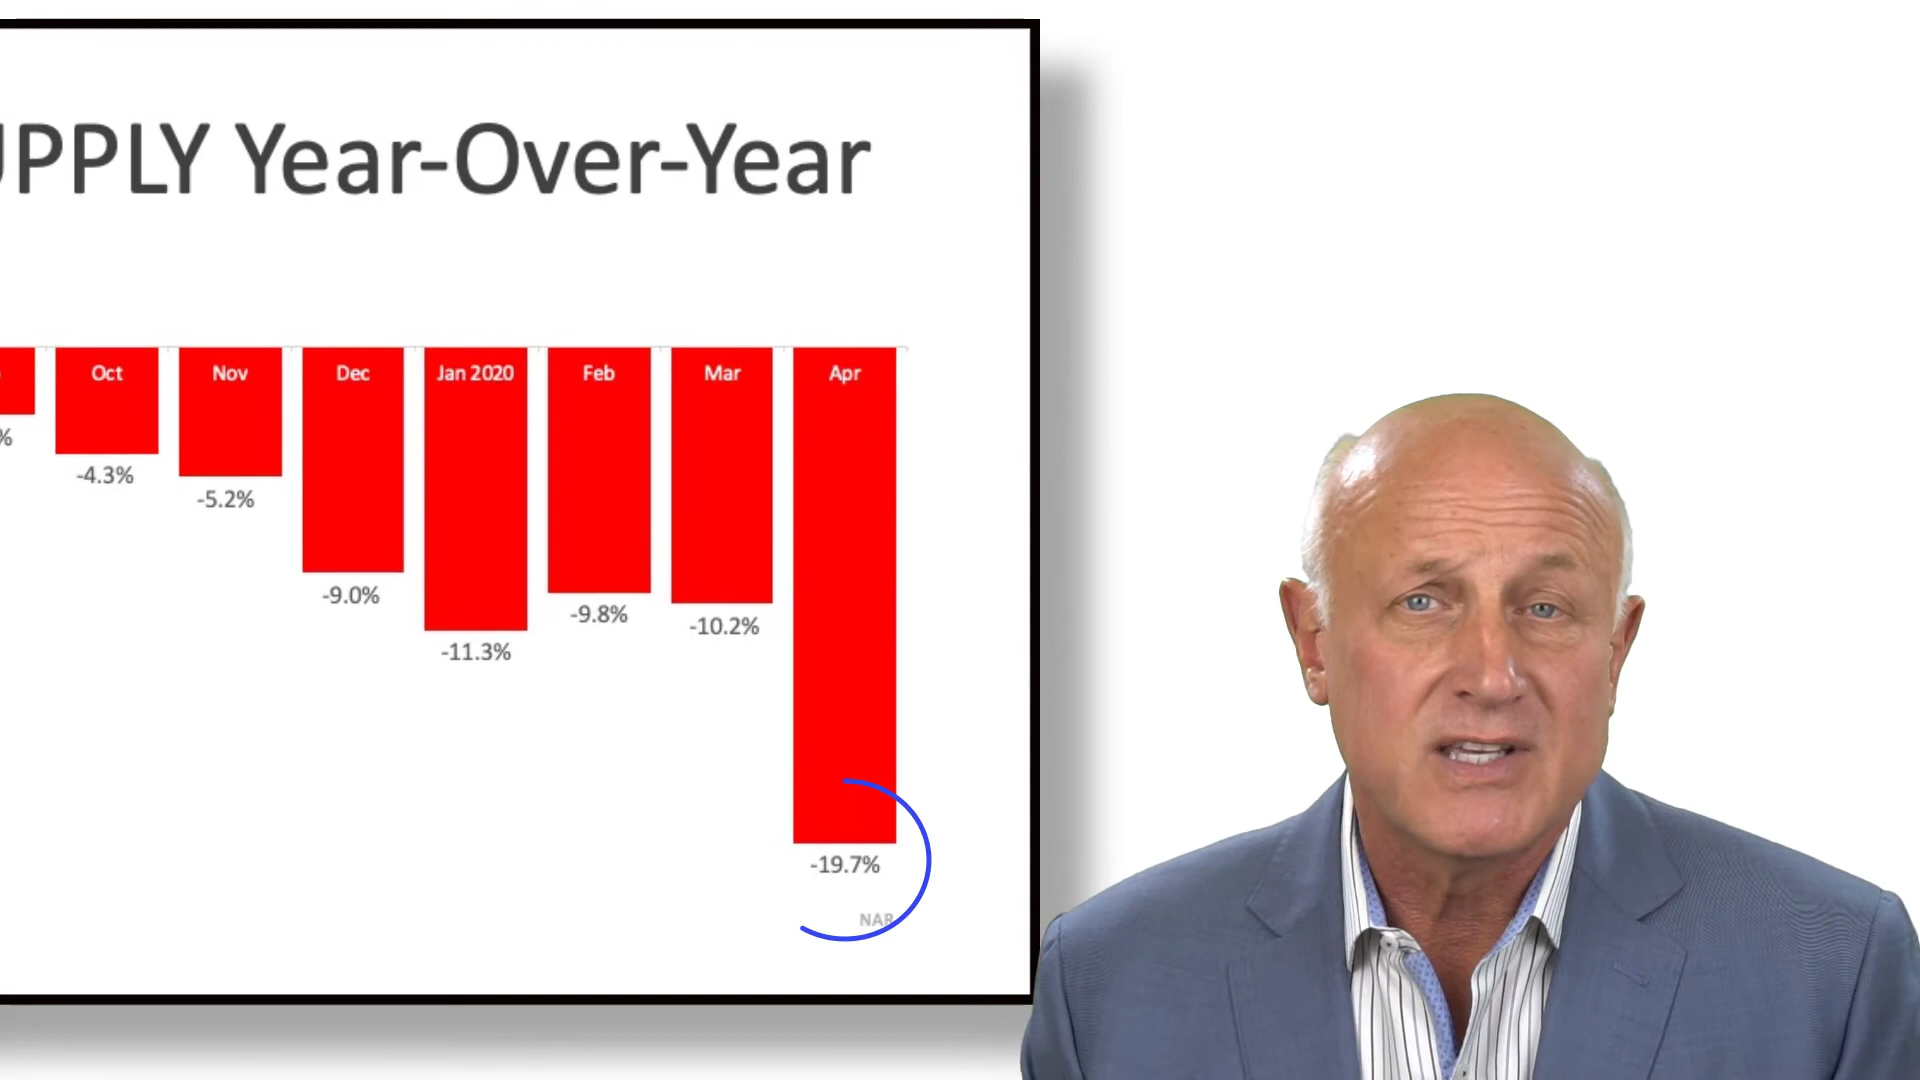 UPPLY Year-Over-Year
Oct Nov Dec Jan 2020 Feb Mar Apr
%
-4.3%
-5.2%
-9.0%
-9.8%
-10.2%
-11.3%
-19.7%
NAR